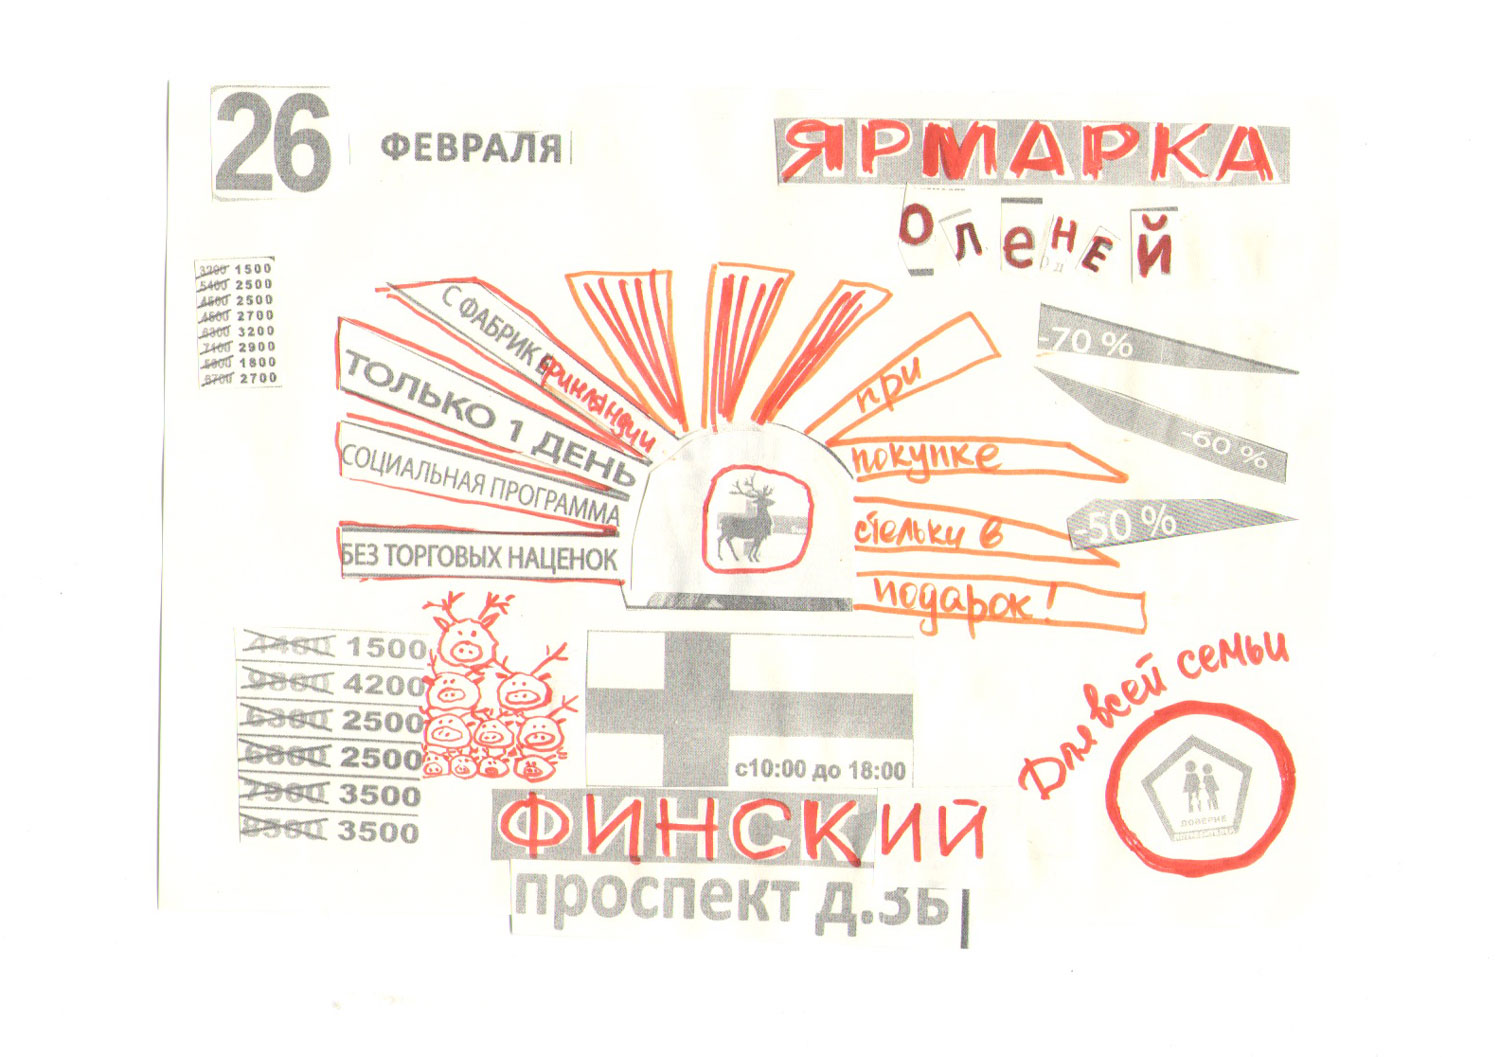 26 ФЕВРАЛЯ
ЯРМАРКА
Оленей
3200 1500
5400 2500
4500 2500
4800 2700
6300 3200
7100 2900
5800 1800
6700 2700
С ФАБРИК Финляндии
ТОЛЬКО 1 ДЕНЬ
СОЦИАЛЬНАЯ ПРОГРАММА
БЕЗ ТОРГОВЫХ НАЦЕНОК
при
покупке
стельки в
подарок!
-70 %
-60 %
-50 %
4400 1500
9800 4200
6300 2500
6800 2500
7900 3500
9500 3500
с10:00 до 18:00
ФИНСКИЙ
проспект д.3Б
Для всей семьи
ДОВЕРИЕ